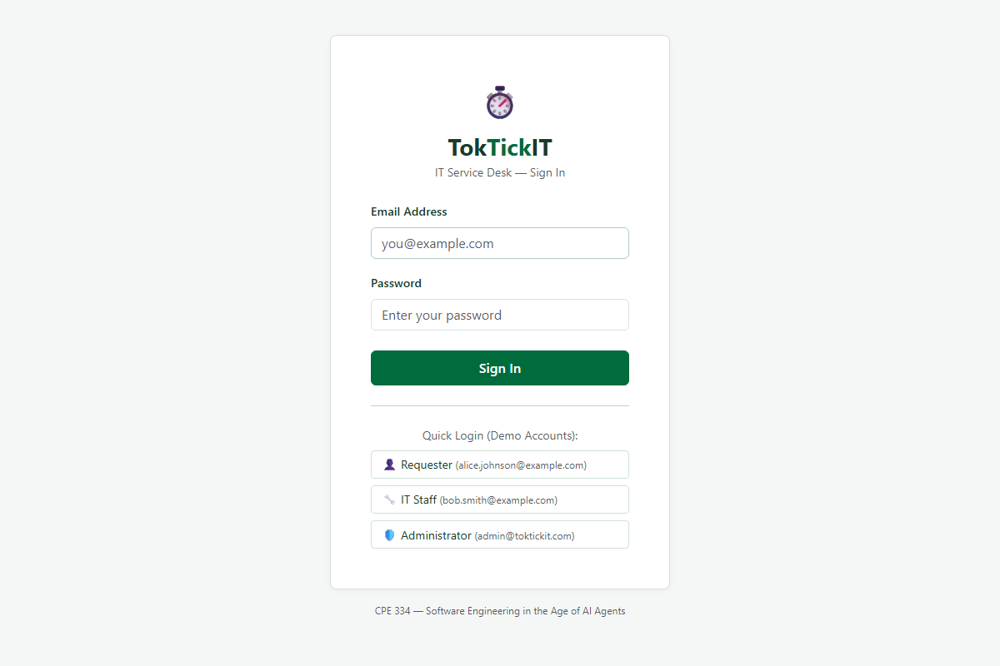 TokTickIT
IT Service Desk — Sign In
Email Address
you@example.com
Password
Enter your password
Sign In
Quick Login (Demo Accounts):
Requester (alice.johnson@example.com)
IT Staff (bob.smith@example.com)
Administrator (admin@toktickit.com)
CPE 334 — Software Engineering in the Age of AI Agents